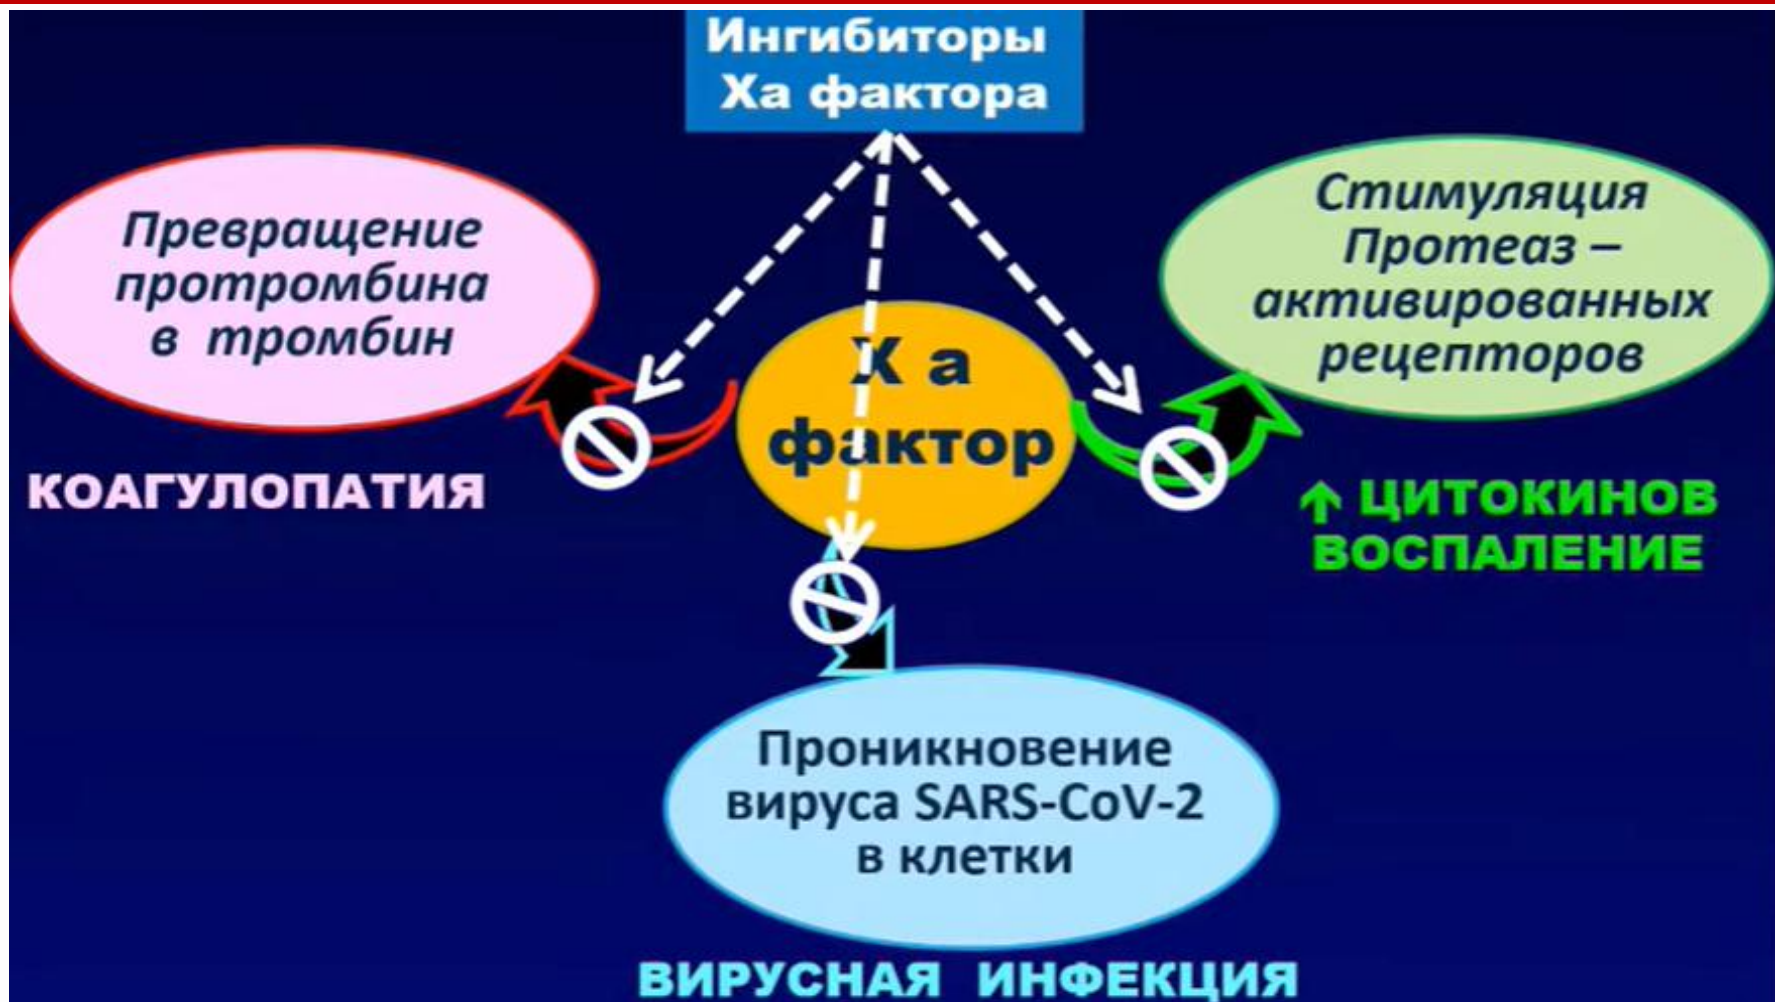 Ингибиторы
Ха фактора
Превращение
протромбина
в тромбин
Стимуляция
Протеаз –
активированных
рецепторов
Х а
фактор
КОАГУЛОПАТИЯ
↑ ЦИТОКИНОВ
ВОСПАЛЕНИЕ
Проникновение
вируса SARS-CoV-2
в клетки
ВИРУСНАЯ ИНФЕКЦИЯ